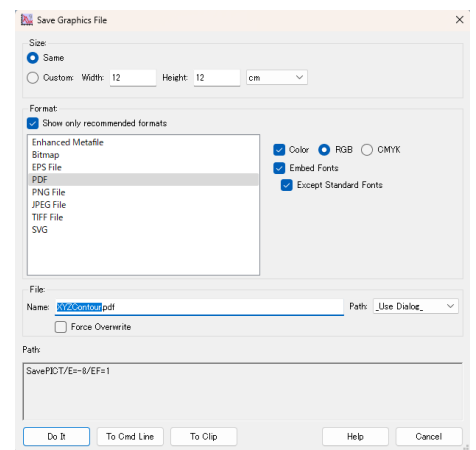 Save Graphics File
Size:
Same
Custom: Width: 12 Height: 12 cm
Format:
Show only recommended formats
Enhanced Metafile
Bitmap
EPS File
PDF
PNG File
JPEG File
TIFF File
SVG
Color RGB CMYK
Embed Fonts
Except Standard Fonts
File:
Name: XYZContour.pdf Path: _Use Dialog_
Force Overwrite
Path:
SavePICT/E=-8/EF=1
Do It To Cmd Line To Clip Help Cancel